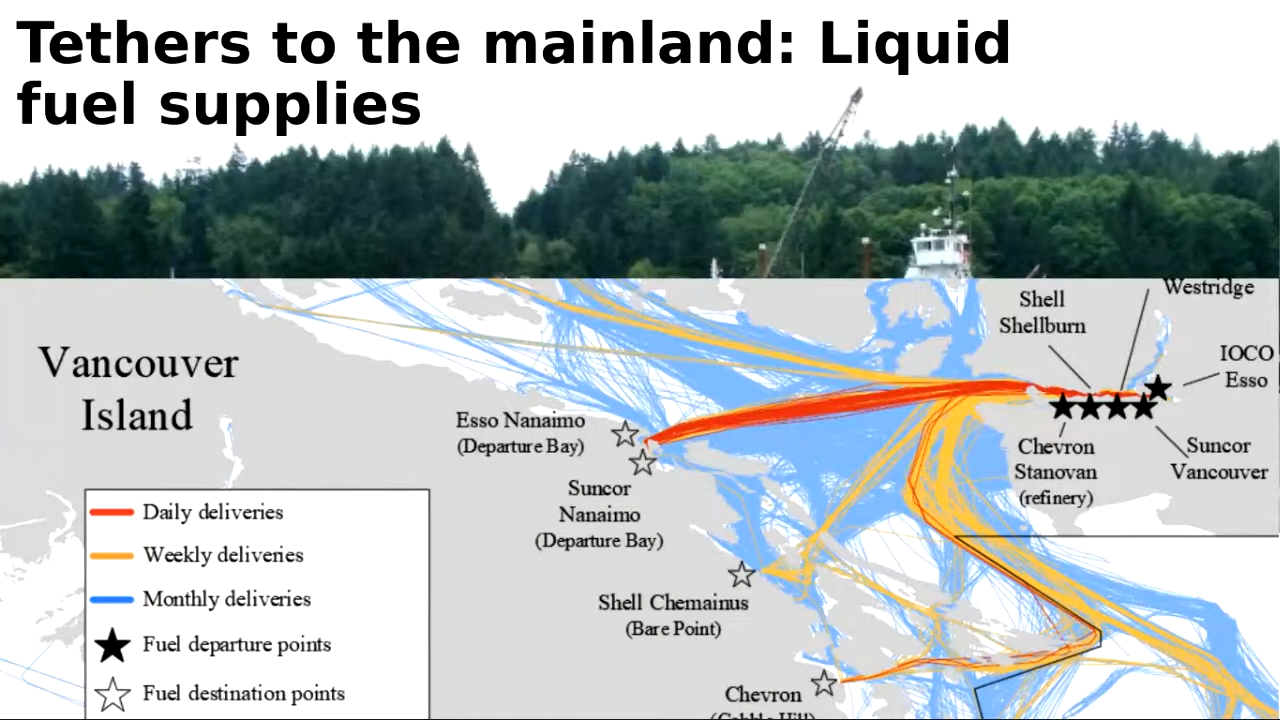 Tethers to the mainland: Liquid
fuel supplies
Westridge
Shell
Shellburn
IOCO
Esso
Vancouver
Island
Esso Nanaimo
(Departure Bay)
Chevron
Stanovan
(refinery)
Suncor
Vancouver
Suncor
Nanaimo
(Departure Bay)
Shell Chemainus
(Bare Point)
Chevron
(Cobble Hill)
Daily deliveries
Weekly deliveries
Monthly deliveries
Fuel departure points
Fuel destination points